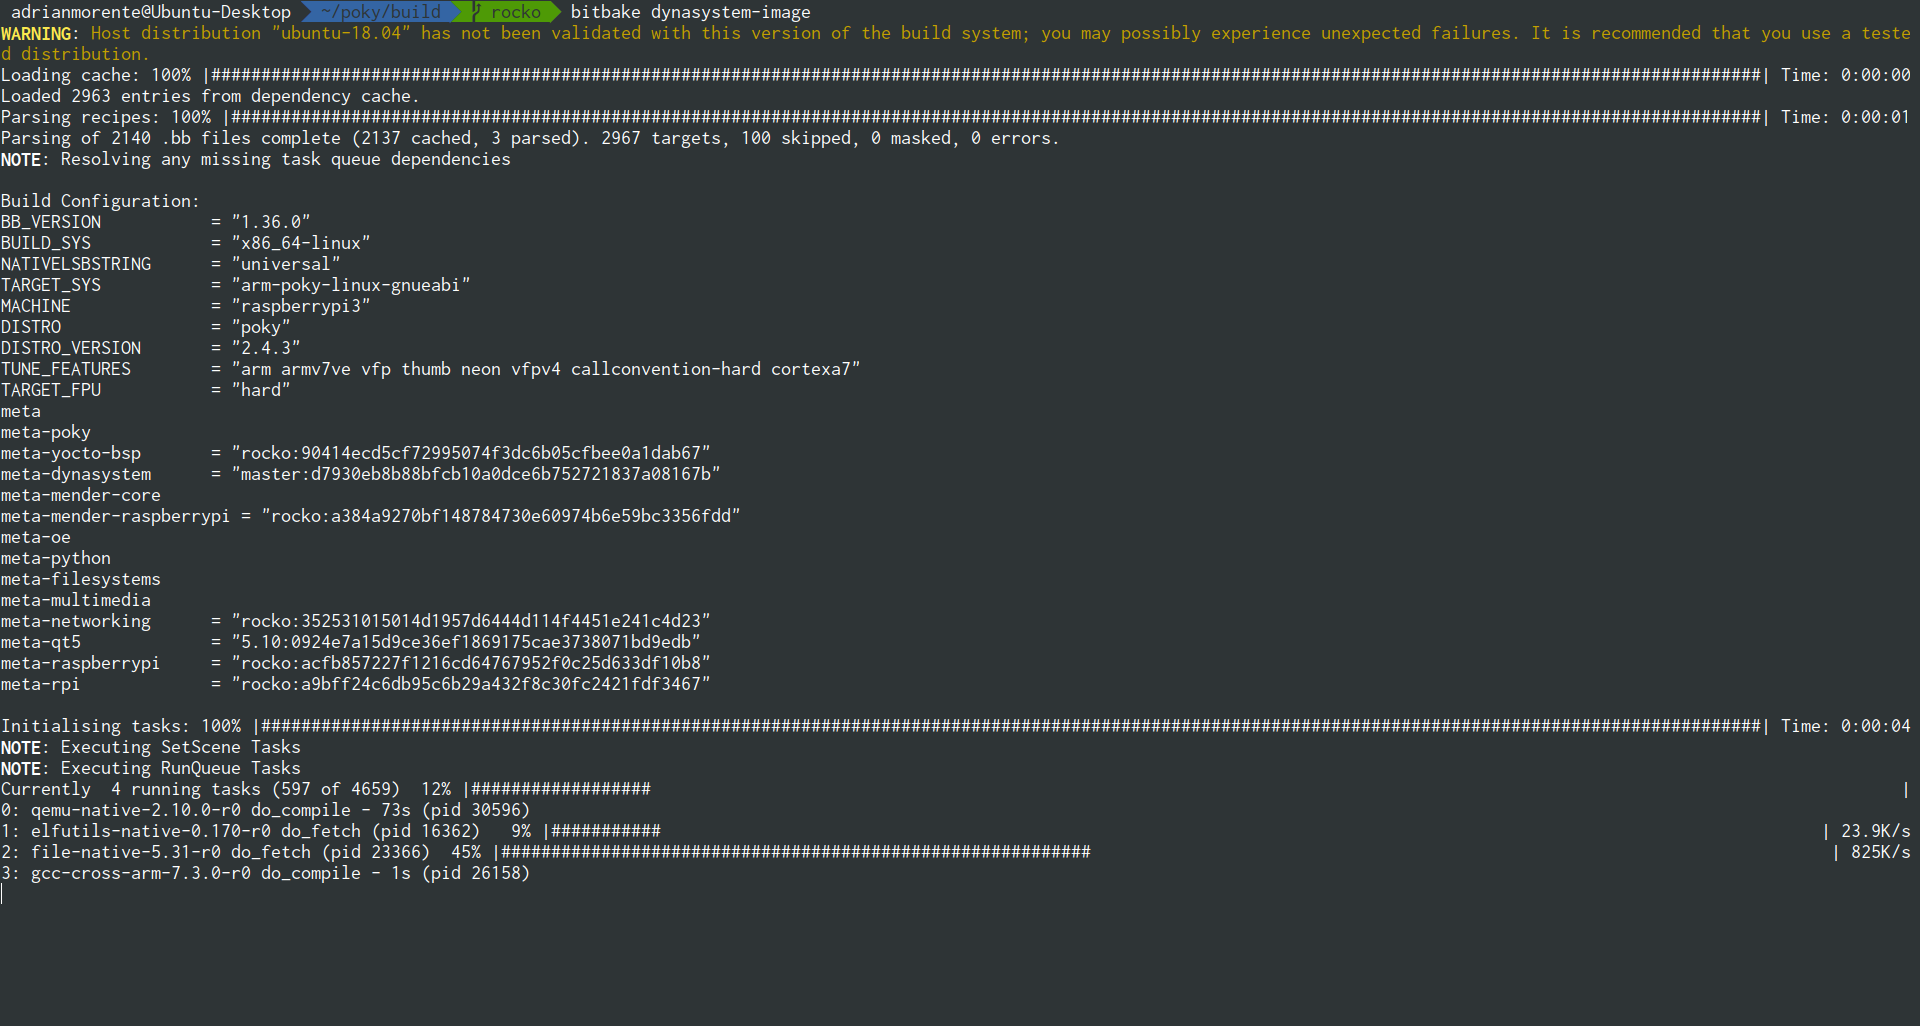 adrianmorente@Ubuntu-Desktop ~/poky/build rocko bitbake dynasystem-image
WARNING: Host distribution "ubuntu-18.04" has not been validated with this version of the build system; you may possibly experience unexpected failures. It is recommended that you use a teste
d distribution.
Loading cache: 100% |###########################################################################################################################################################| Time: 0:00:00
Loaded 2963 entries from dependency cache.
Parsing recipes: 100% |#########################################################################################################################################################| Time: 0:00:01
Parsing of 2140 .bb files complete (2137 cached, 3 parsed). 2967 targets, 100 skipped, 0 masked, 0 errors.
NOTE: Resolving any missing task queue dependencies
Build Configuration:
BB_VERSION           = "1.36.0"
BUILD_SYS            = "x86_64-linux"
NATIVELSBSTRING      = "universal"
TARGET_SYS           = "arm-poky-linux-gnueabi"
MACHINE              = "raspberrypi3"
DISTRO               = "poky"
DISTRO_VERSION       = "2.4.3"
TUNE_FEATURES        = "arm armv7ve vfp thumb neon vfpv4 callconvention-hard cortexa7"
TARGET_FPU           = "hard"
meta
meta-poky
meta-yocto-bsp       = "rocko:90414ecd5cf72995074f3dc6b05cfbee0a1dab67"
meta-dynasystem      = "master:d7930eb8b88bfcb10a0dce6b752721837a08167b"
meta-mender-core
meta-mender-raspberrypi = "rocko:a384a9270bf148784730e60974b6e59bc3356fdd"
meta-oe
meta-python
meta-filesystems
meta-multimedia
meta-networking      = "rocko:352531015014d1957d6444d114f4451e241c4d23"
meta-qt5             = "5.10:0924e7a15d9ce36ef1869175cae3738071bd9edb"
meta-raspberrypi     = "rocko:acfb857227f1216cd64767952f0c25d633df10b8"
meta-rpi             = "rocko:a9bff24c6db95c6b29a432f8c30fc2421fdf3467"
Initialising tasks: 100% |######################################################################################################################################################| Time: 0:00:04
NOTE: Executing SetScene Tasks
NOTE: Executing RunQueue Tasks
Currently  4 running tasks (597 of 4659)  12% |################## |
0: qemu-native-2.10.0-r0 do_compile - 73s (pid 30596)
1: elfutils-native-0.170-r0 do_fetch (pid 16362)   9% |########### | 23.9K/s
2: file-native-5.31-r0 do_fetch (pid 23366)  45% |########################################################### | 825K/s
3: gcc-cross-arm-7.3.0-r0 do_compile - 1s (pid 26158)